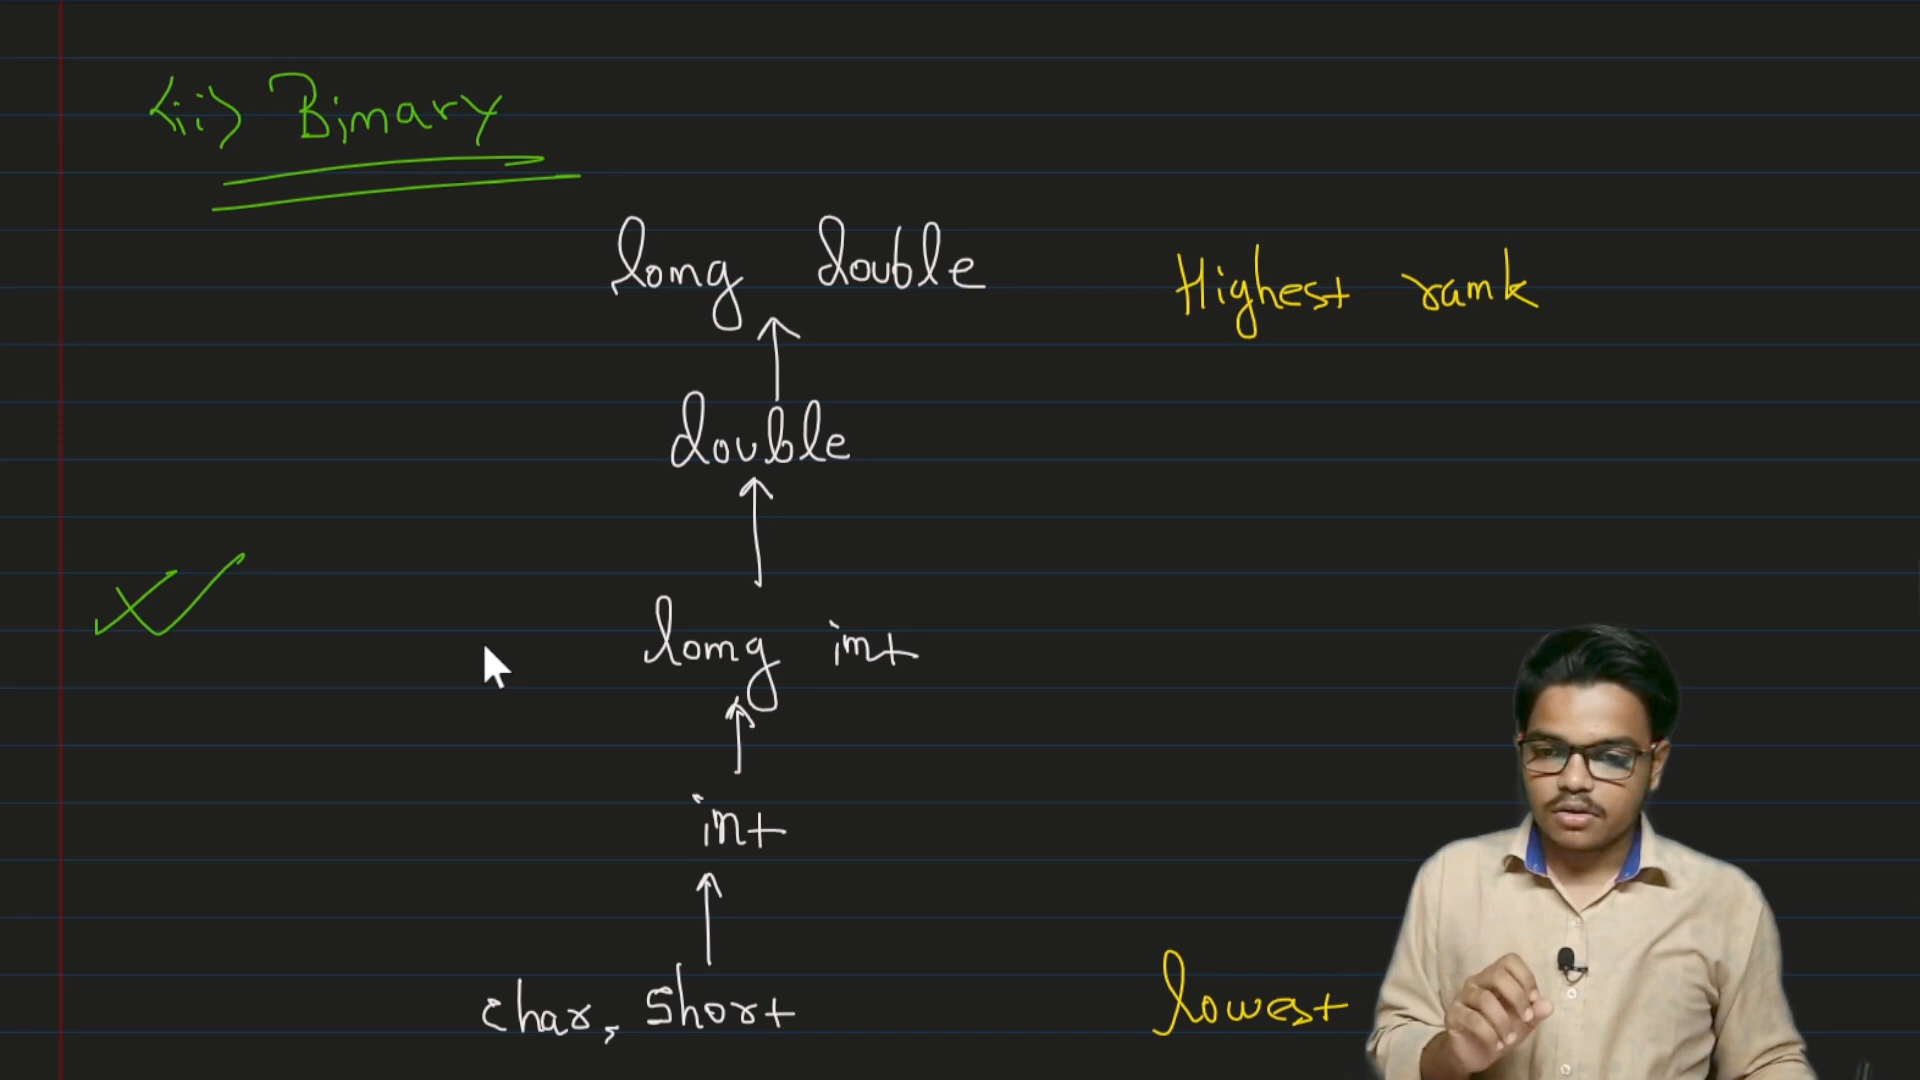 <ii> Binary
long double
Highest rank
double
long int
int
char, short
lowest